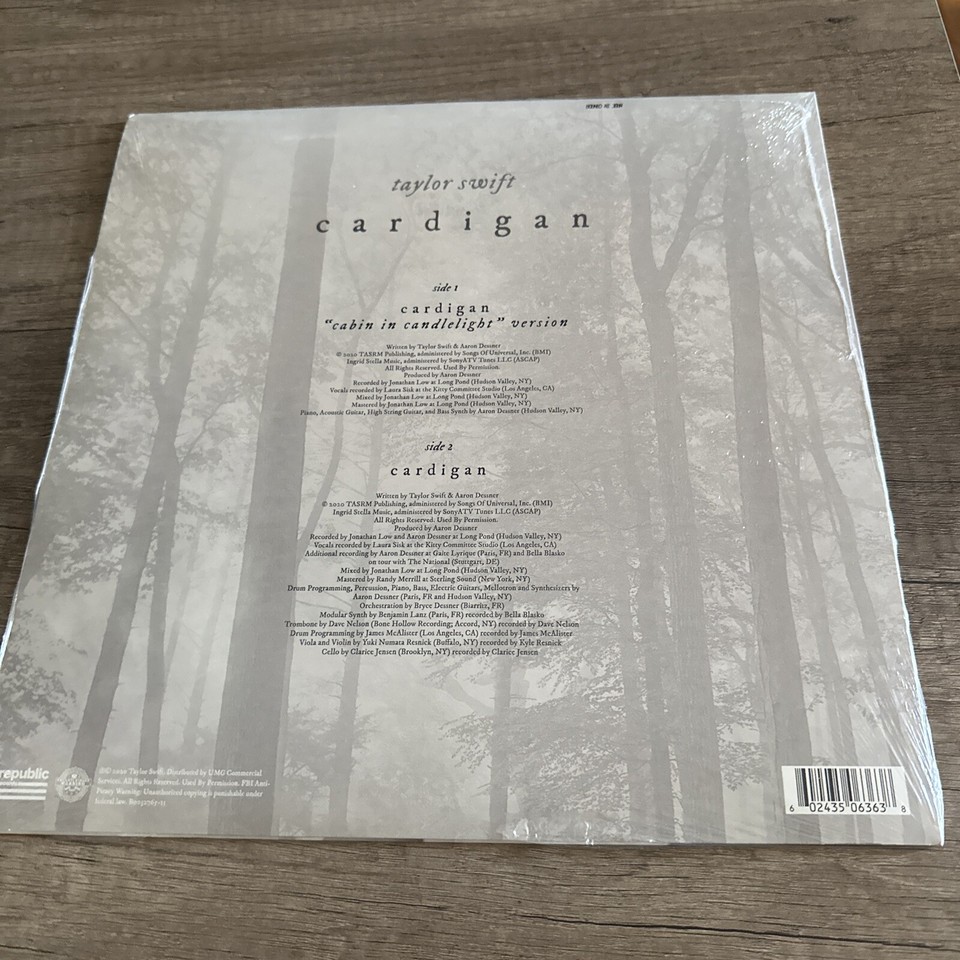 MADE IN GERMANY
taylor swift
cardigan
side 1
cardigan
"cabin in candlelight" version
Written by Taylor Swift & Aaron Dessner
© 2020 TASRM Publishing, administered by Songs Of Universal, Inc. (BMI)
Ingrid Stella Music, administered by SonyATV Tunes LLC (ASCAP)
All Rights Reserved. Used By Permission.
Produced by Aaron Dessner
Recorded by Jonathan Low at Long Pond (Hudson Valley, NY)
Vocals recorded by Laura Sisk at the Kitty Committee Studio (Los Angeles, CA)
Mixed by Jonathan Low at Long Pond (Hudson Valley, NY)
Mastered by Jonathan Low at Long Pond (Hudson Valley, NY)
Piano, Acoustic Guitar, High String Guitar, and Bass Synth by Aaron Dessner (Hudson Valley, NY)
side 2
cardigan
Written by Taylor Swift & Aaron Dessner
© 2020 TASRM Publishing, administered by Songs Of Universal, Inc. (BMI)
Ingrid Stella Music, administered by SonyATV Tunes LLC (ASCAP)
All Rights Reserved. Used By Permission.
Produced by Aaron Dessner
Recorded by Jonathan Low and Aaron Dessner at Long Pond (Hudson Valley, NY)
Vocals recorded by Laura Sisk at the Kitty Committee Studio (Los Angeles, CA)
Additional recording by Aaron Dessner at Gaite Lyrique (Paris, FR) and Bella Blasko
on tour with The National (Stuttgart, DE)
Mixed by Jonathan Low at Long Pond (Hudson Valley, NY)
Mastered by Randy Merrill at Sterling Sound (New York, NY)
Drum Programming, Percussion, Piano, Bass, Electric Guitars, Mellotron and Synthesizers by
Aaron Dessner (Paris, FR and Hudson Valley, NY)
Orchestration by Bryce Dessner (Biarritz, FR)
Modular Synth by Benjamin Lanz (Paris, FR) recorded by Bella Blasko
Trombone by Dave Nelson (Bone Hollow Recording; Accord, NY) recorded by Dave Nelson
Drum Programming by James McAlister (Los Angeles, CA) recorded by James McAlister
Viola and Violin by Yuki Numata Resnick (Buffalo, NY) recorded by Kyle Resnick
Cello by Clarice Jensen (Brooklyn, NY) recorded by Clarice Jensen
republic
℗© 2020 Taylor Swift. Distributed by UMG Commercial
Services. All Rights Reserved. Used By Permission. FBI Anti-
Piracy Warning: Unauthorized copying is punishable under
federal law. B0032767-11
6 02435 06363 8